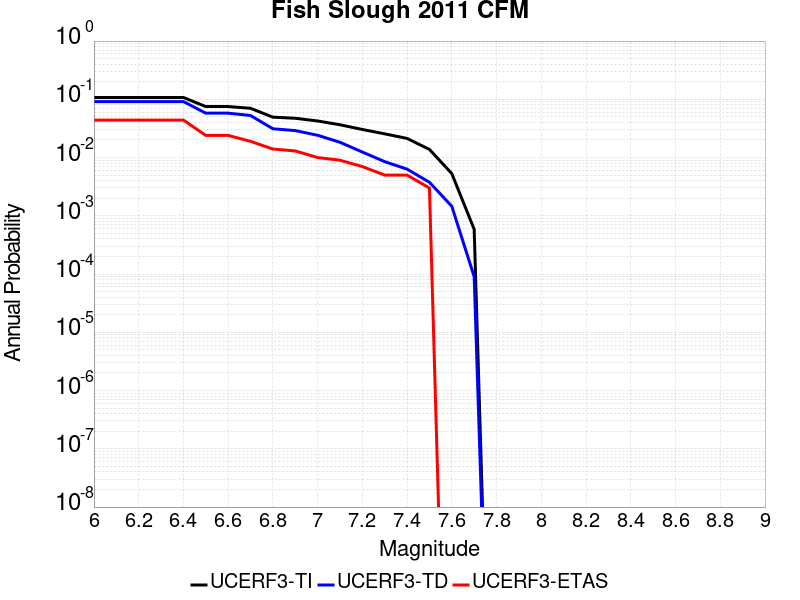 Fish Slough 2011 CFM
10^0
10^-1
10^-2
10^-3
10^-4
10^-5
10^-6
10^-7
10^-8
Annual Probability
6 6.2 6.4 6.6 6.8 7 7.2 7.4 7.6 7.8 8 8.2 8.4 8.6 8.8 9
Magnitude
UCERF3-TI UCERF3-TD UCERF3-ETAS